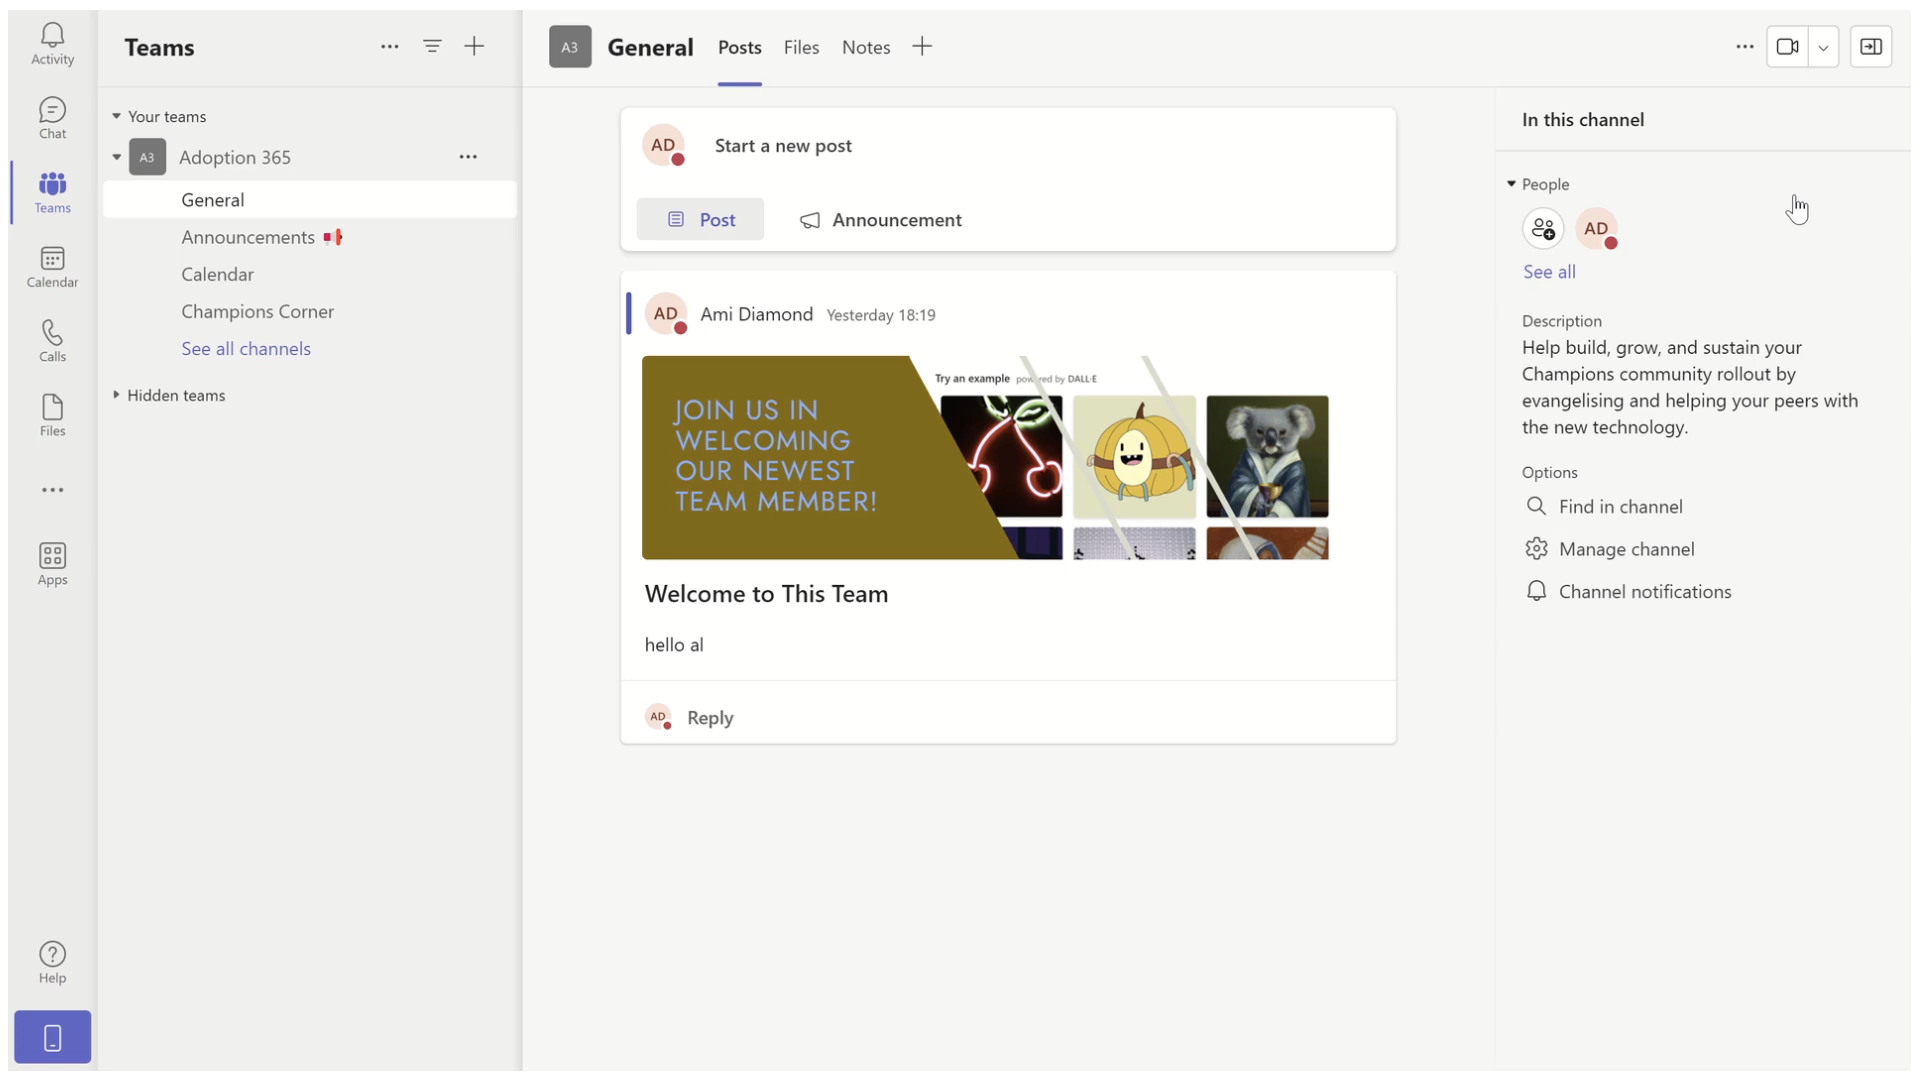 Activity
Chat
Teams
Calendar
Calls
Files
Apps
Help
Teams
Your teams
A3 Adoption 365
General
Announcements
Calendar
Champions Corner
See all channels
Hidden teams
A3 General Posts Files Notes
AD Start a new post
Post Announcement
AD Ami Diamond Yesterday 18:19
JOIN US IN
WELCOMING
OUR NEWEST
TEAM MEMBER!
Try an example powered by DALL·E
Welcome to This Team
hello al
AD Reply
In this channel
People
AD
See all
Description
Help build, grow, and sustain your
Champions community rollout by
evangelising and helping your peers with
the new technology.
Options
Find in channel
Manage channel
Channel notifications